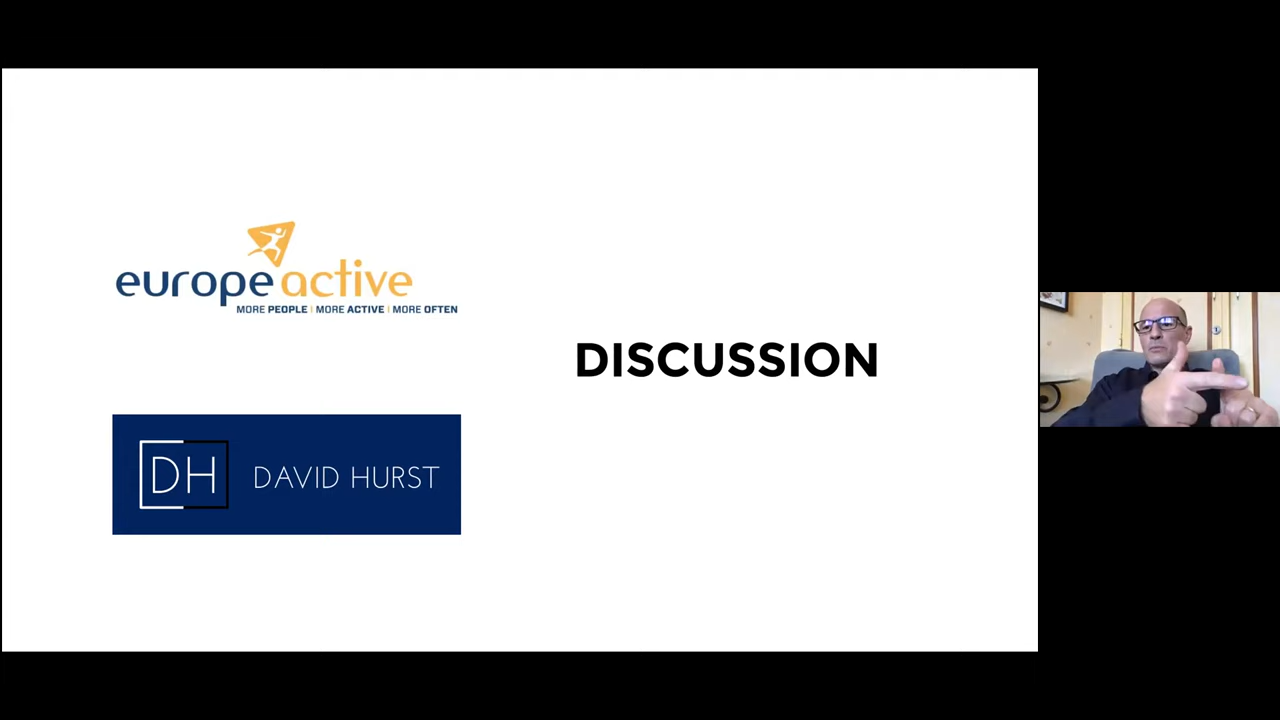 europe active
MORE PEOPLE | MORE ACTIVE | MORE OFTEN
DISCUSSION
DH DAVID HURST